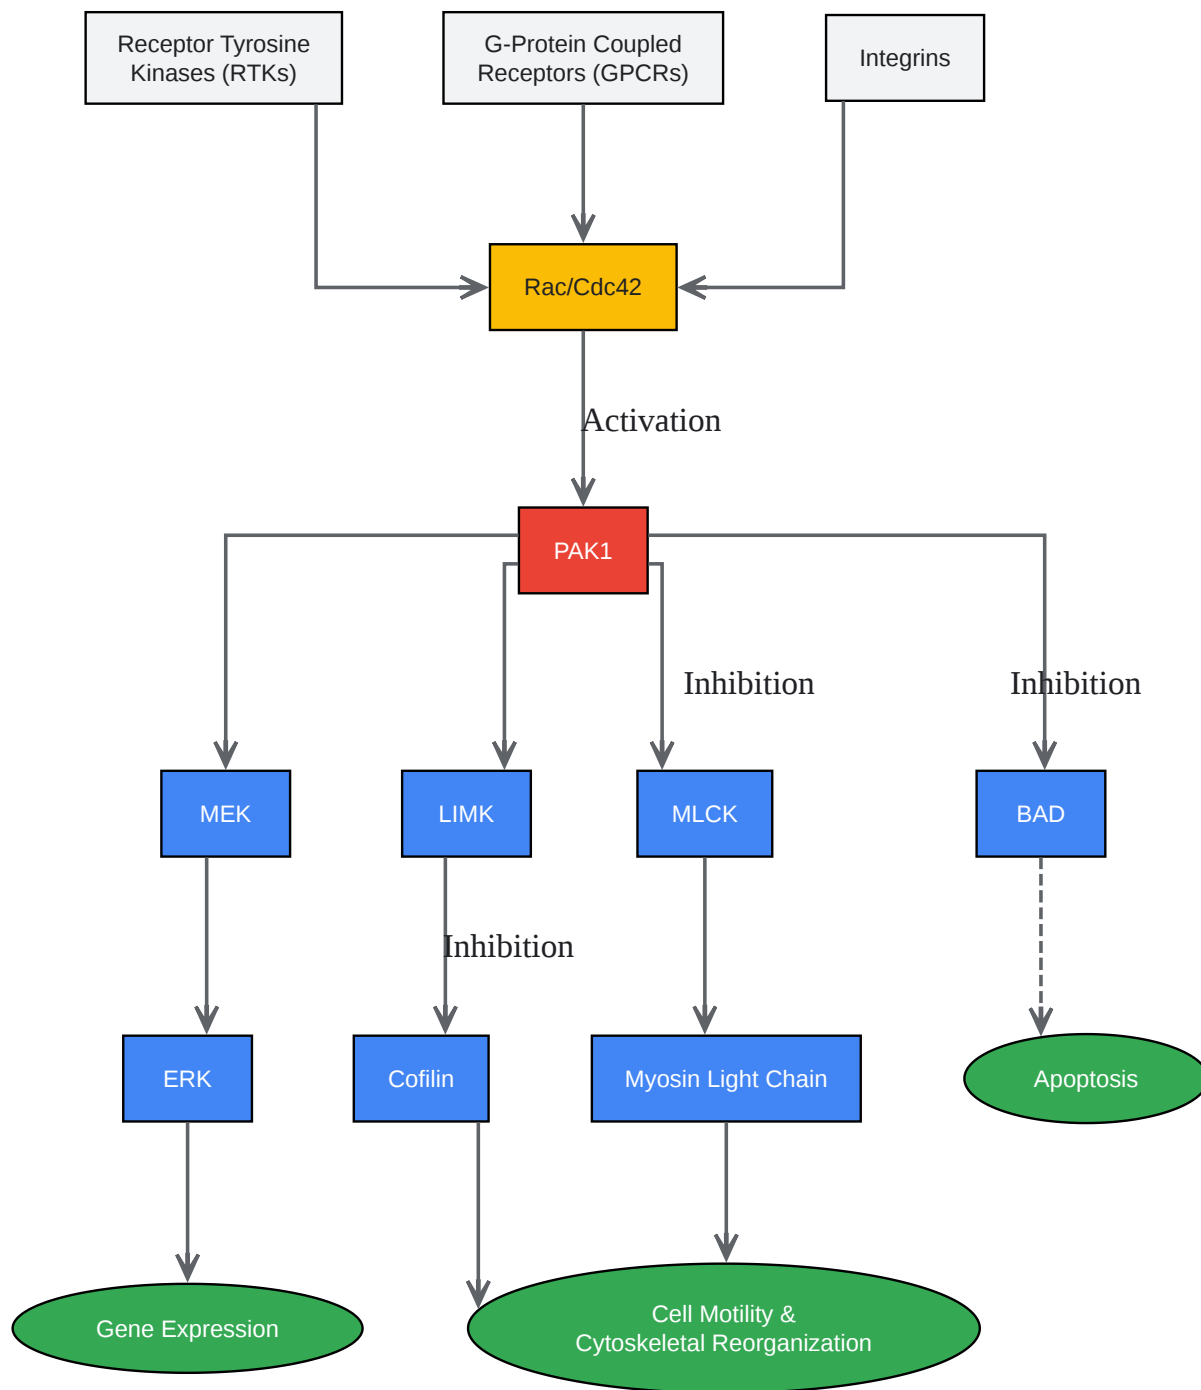 Receptor Tyrosine
Kinases (RTKs)
G-Protein Coupled
Receptors (GPCRs)
Integrins
Rac/Cdc42
Activation
PAK1
Inhibition
Inhibition
MEK
LIMK
MLCK
BAD
Inhibition
ERK
Cofilin
Myosin Light Chain
Apoptosis
Gene Expression
Cell Motility &
Cytoskeletal Reorganization